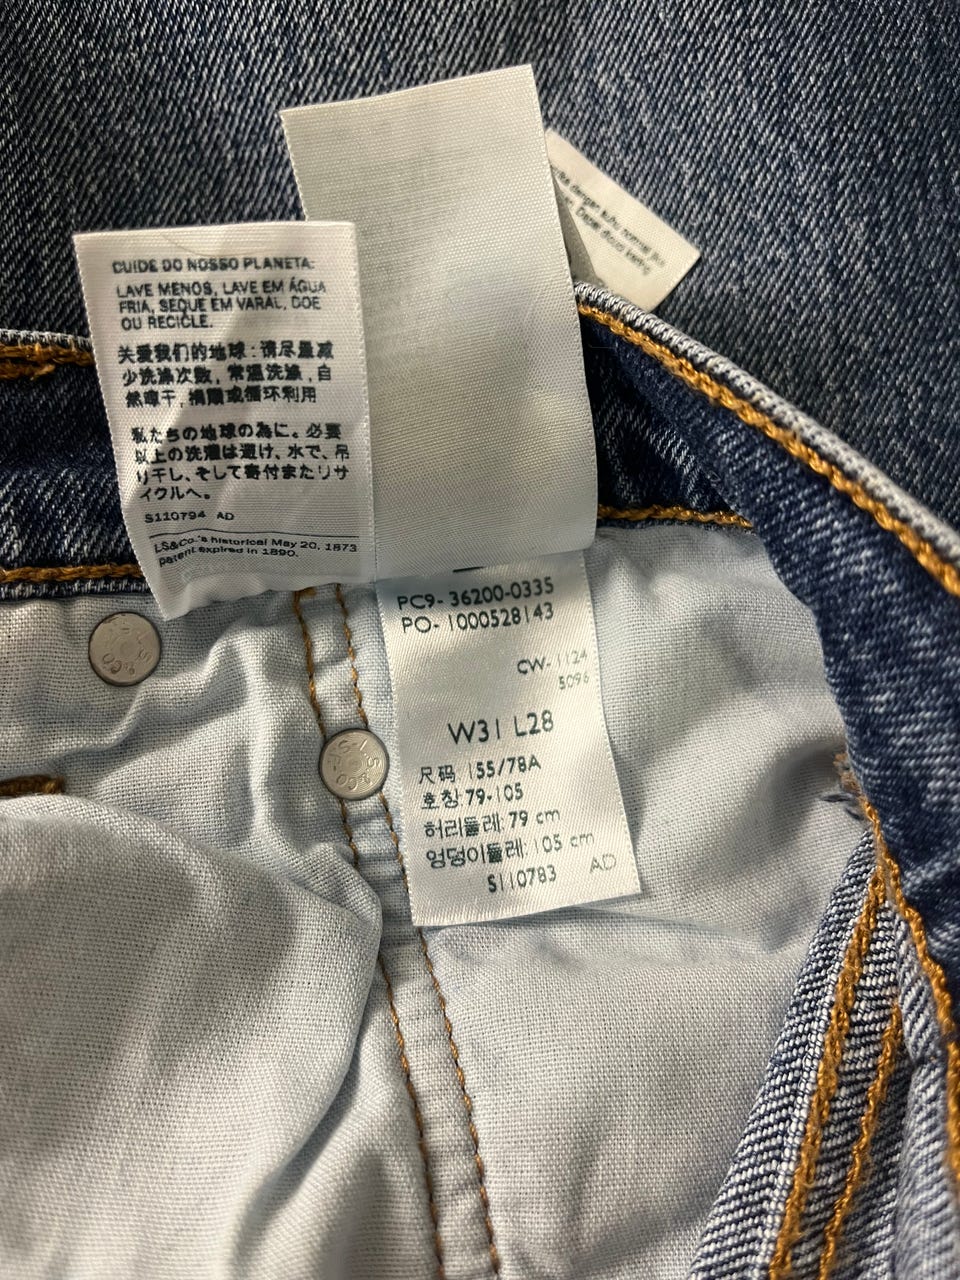 CUIDE DO NOSSO PLANETA:
LAVE MENOS, LAVE EM ÁGUA
FRIA, SEQUE EM VARAL, DOE
OU RECICLE.
关爱我们的地球:请尽量减
少洗涤次数,常温洗涤,自
然晾干,捐赠或循环利用
私たちの地球の為に。必要
以上の洗濯は避け、水で、吊
り干し、そして寄付またリサ
イクルへ。
S110794 AD
LS&Co.'s historical May 20, 1873
patent expired in 1890.
PC9- 36200-0335
PO- 1000528143
CW- 1124
5096
W31 L28
尺码 155/78A
호칭:79-105
허리둘레: 79 cm
엉덩이둘레: 105 cm
S110783 AD